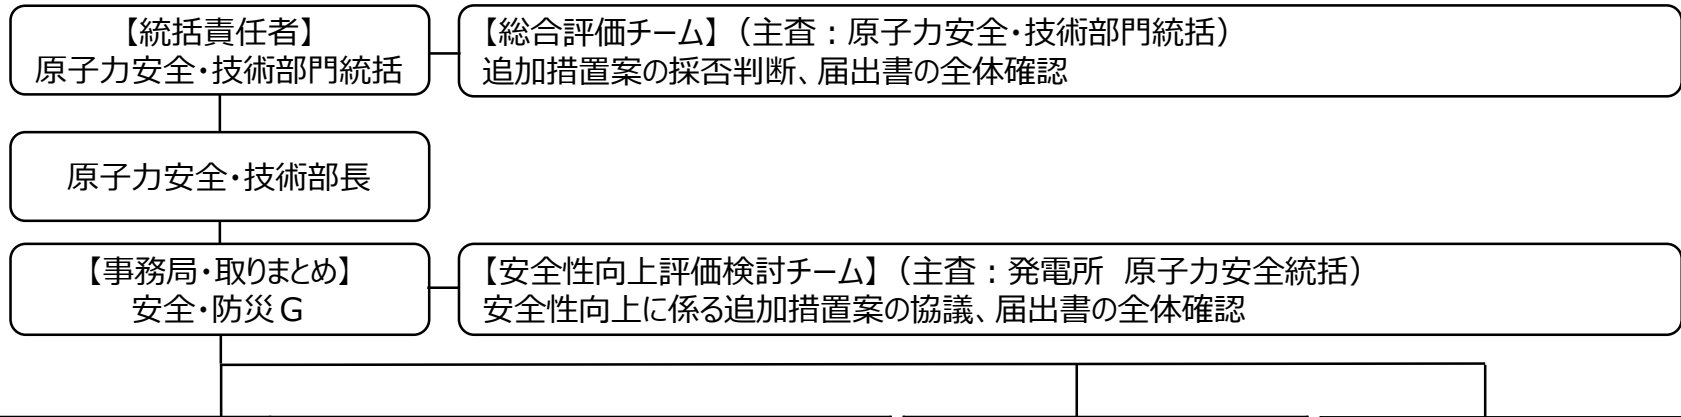 【統括責任者】
原子力安全・技術部門統括
【総合評価チーム】（主査：原子力安全・技術部門統括）
追加措置案の採否判断、届出書の全体確認
原子力安全・技術部長
【事務局・取りまとめ】
安全・防災Ｇ
【安全性向上評価検討チーム】（主査：発電所　原子力安全統括）
安全性向上に係る追加措置案の協議、届出書の全体確認